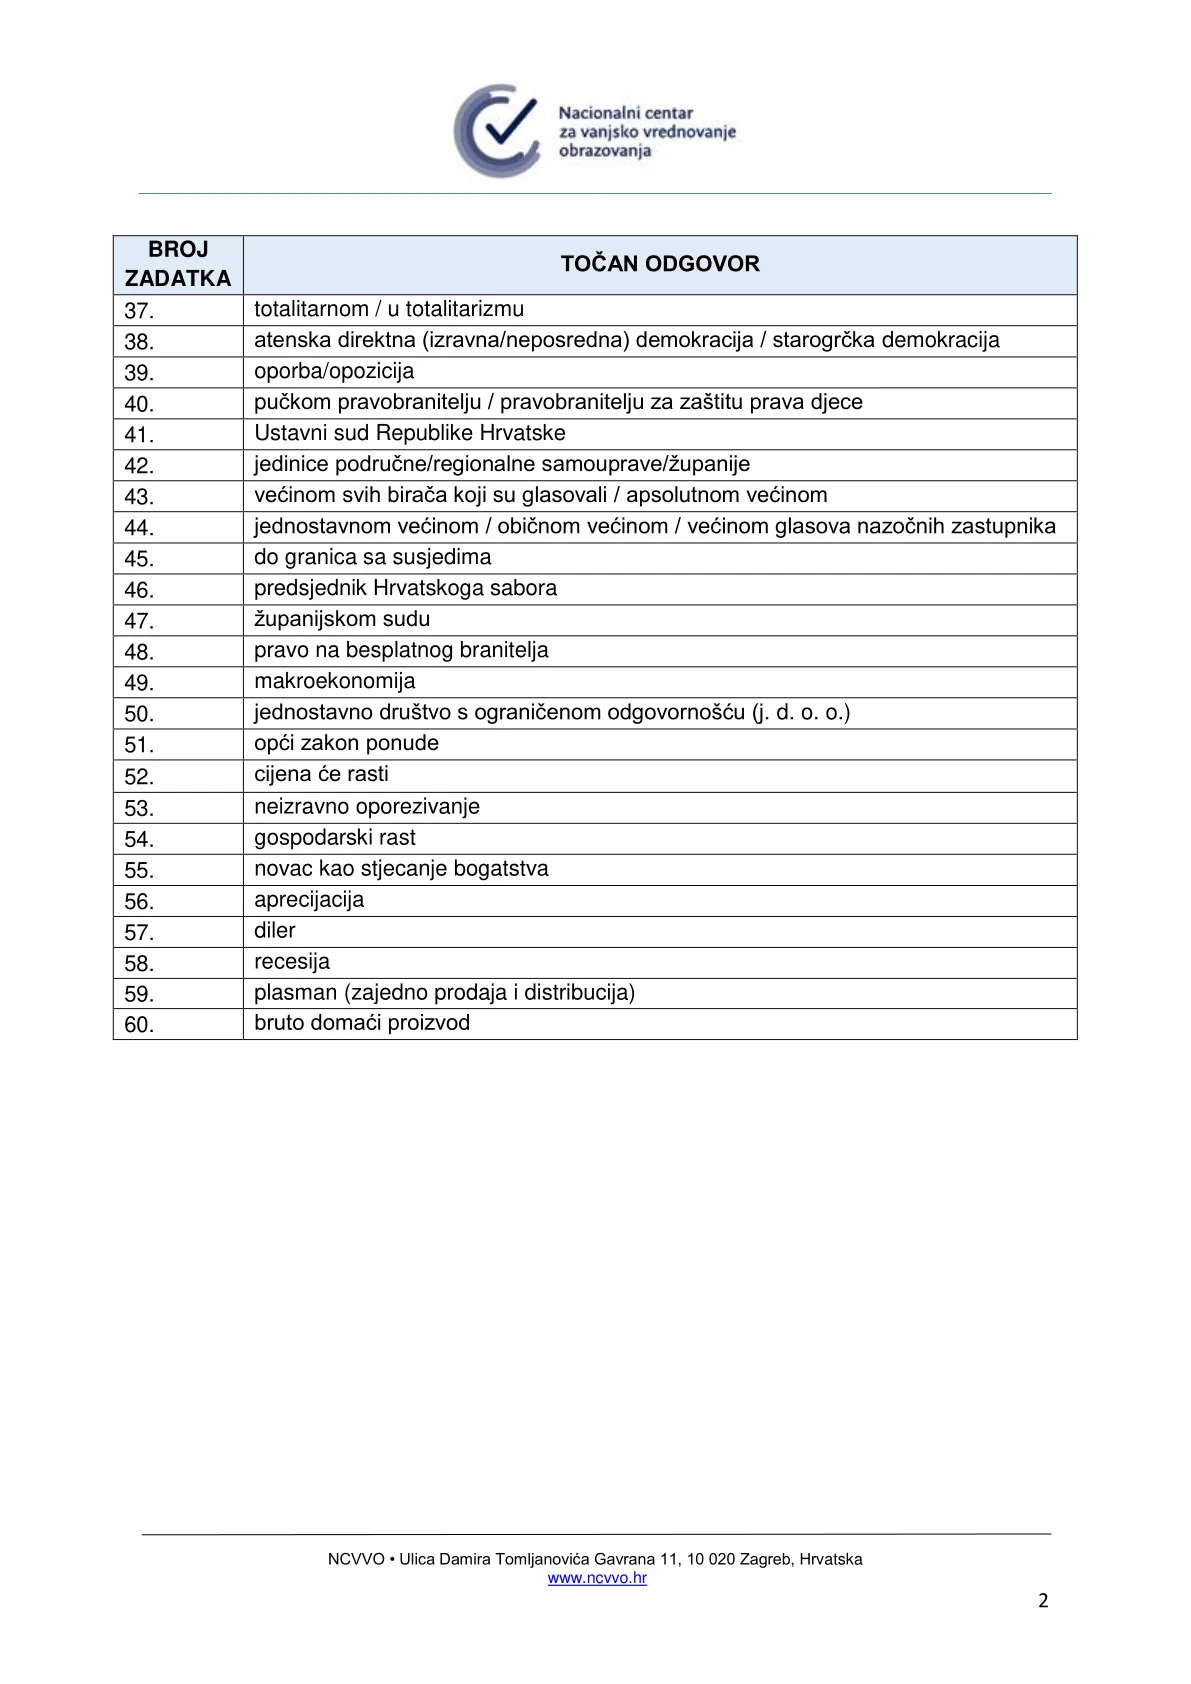 Nacionalni centar
za vanjsko vrednovanje
obrazovanja
BROJ
ZADATKA
TOČAN ODGOVOR
37. totalitarnom / u totalitarizmu
38. atenska direktna (izravna/neposredna) demokracija / starogrčka demokracija
39. oporba/opozicija
40. pučkom pravobranitelju / pravobranitelju za zaštitu prava djece
41. Ustavni sud Republike Hrvatske
42. jedinice područne/regionalne samouprave/županije
43. većinom svih birača koji su glasovali / apsolutnom većinom
44. jednostavnom većinom / običnom većinom / većinom glasova nazočnih zastupnika
45. do granica sa susjedima
46. predsjednik Hrvatskoga sabora
47. županijskom sudu
48. pravo na besplatnog branitelja
49. makroekonomija
50. jednostavno društvo s ograničenom odgovornošću (j. d. o. o.)
51. opći zakon ponude
52. cijena će rasti
53. neizravno oporezivanje
54. gospodarski rast
55. novac kao stjecanje bogatstva
56. aprecijacija
57. diler
58. recesija
59. plasman (zajedno prodaja i distribucija)
60. bruto domaći proizvod
NCVVO • Ulica Damira Tomljanovića Gavrana 11, 10 020 Zagreb, Hrvatska
www.ncvvo.hr
2